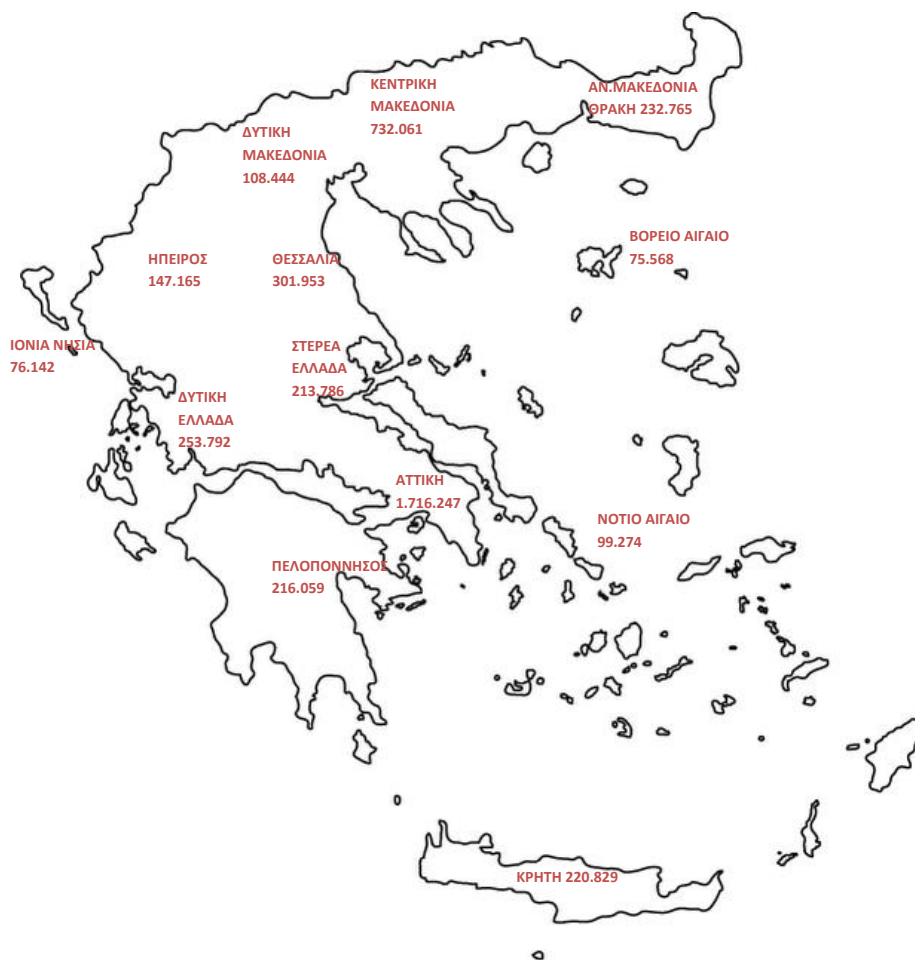 ΚΕΝΤΡΙΚΗ
ΜΑΚΕΔΟΝΙΑ
732.061
ΑΝ.ΜΑΚΕΔΟΝΙΑ
ΘΡΑΚΗ 232.765
ΔΥΤΙΚΗ
ΜΑΚΕΔΟΝΙΑ
108.444
ΒΟΡΕΙΟ ΑΙΓΑΙΟ
75.568
ΗΠΕΙΡΟΣ
147.165
ΘΕΣΣΑΛΙΑ
301.953
ΙΟΝΙΑ ΝΗΣΙΑ
76.142
ΣΤΕΡΕΑ
ΕΛΛΑΔΑ
213.786
ΔΥΤΙΚΗ
ΕΛΛΑΔΑ
253.792
ΑΤΤΙΚΗ
1.716.247
ΝΟΤΙΟ ΑΙΓΑΙΟ
99.274
ΠΕΛΟΠΟΝΝΗΣΟΣ
216.059
ΚΡΗΤΗ 220.829